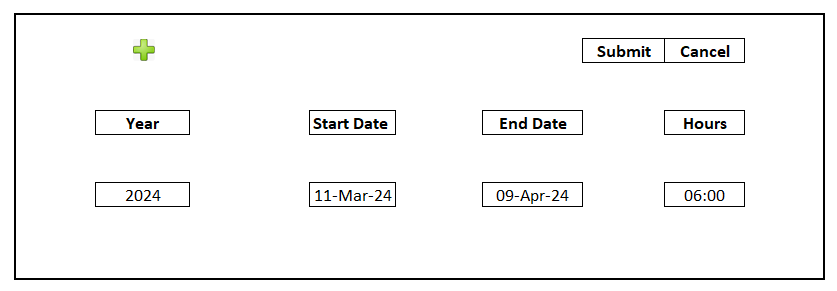 Submit Cancel
Year Start Date End Date Hours
2024 11-Mar-24 09-Apr-24 06:00